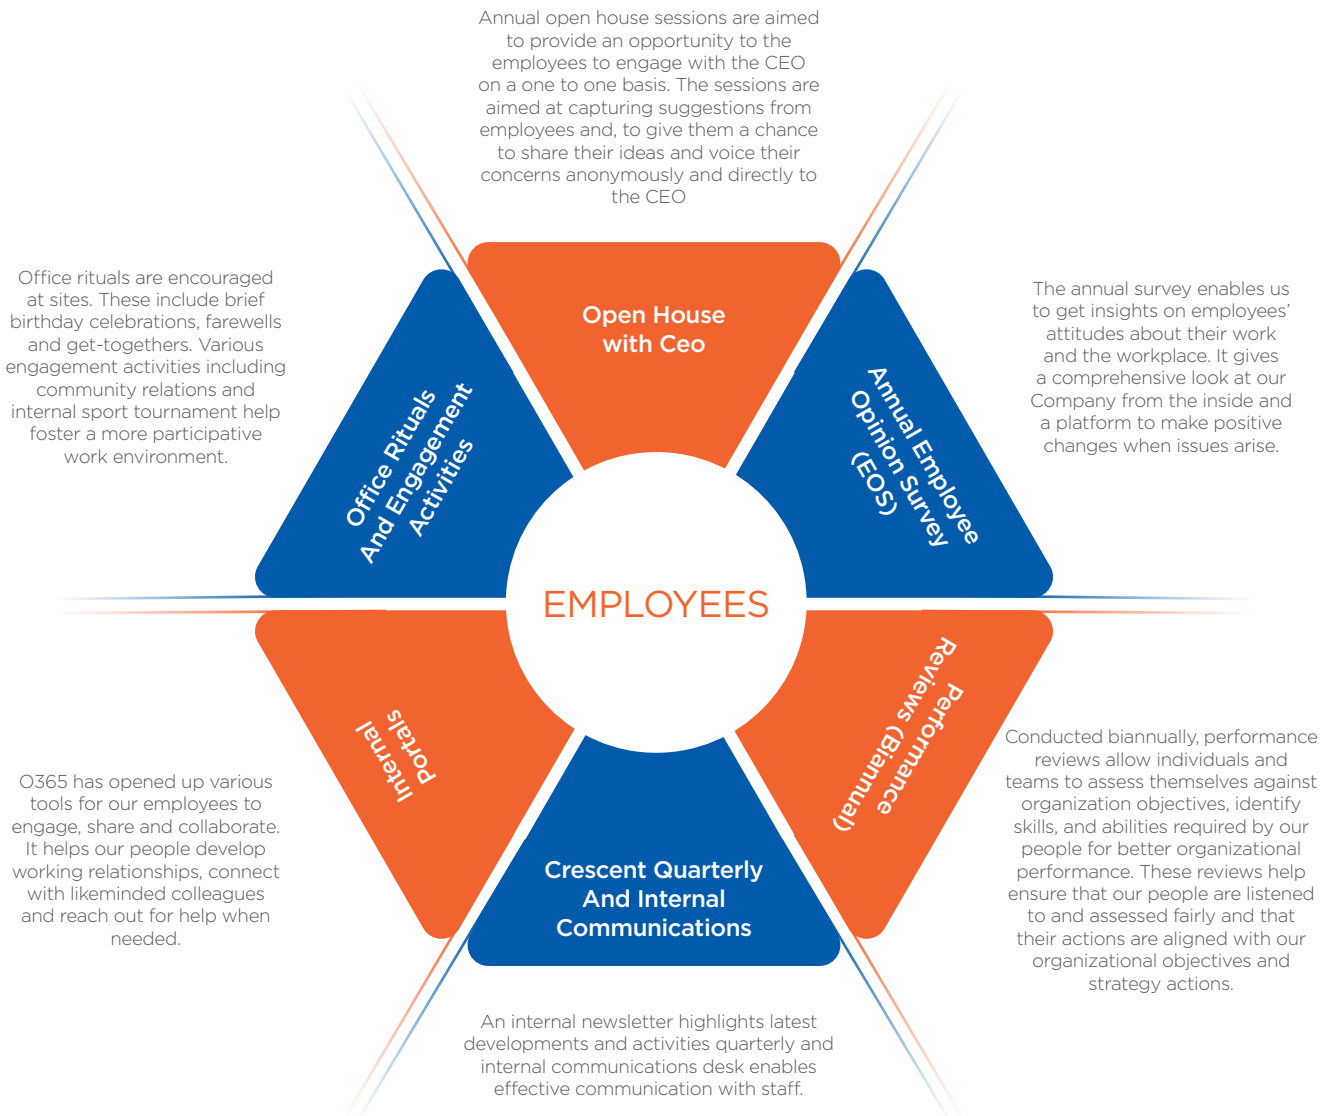 Annual open house sessions are aimed
to provide an opportunity to the
employees to engage with the CEO
on a one to one basis. The sessions are
aimed at capturing suggestions from
employees and, to give them a chance
to share their ideas and voice their
concerns anonymously and directly to
the CEO
Open House
with Ceo
The annual survey enables us
to get insights on employees’
attitudes about their work
and the workplace. It gives
a comprehensive look at our
Company from the inside and
a platform to make positive
changes when issues arise.
Annual Employee
Opinion Survey
(EOS)
Performance
Reviews (Biannual)
Conducted biannually, performance
reviews allow individuals and
teams to assess themselves against
organization objectives, identify
skills, and abilities required by our
people for better organizational
performance. These reviews help
ensure that our people are listened
to and assessed fairly and that
their actions are aligned with our
organizational objectives and
strategy actions.
Crescent Quarterly
And Internal
Communications
An internal newsletter highlights latest
developments and activities quarterly and
internal communications desk enables
effective communication with staff.
Internal
Portals
O365 has opened up various
tools for our employees to
engage, share and collaborate.
It helps our people develop
working relationships, connect
with likeminded colleagues
and reach out for help when
needed.
Office rituals are encouraged
at sites. These include brief
birthday celebrations, farewells
and get-togethers. Various
engagement activities including
community relations and
internal sport tournament help
foster a more participative
work environment.
Office Rituals
And Engagement
Activities
EMPLOYEES